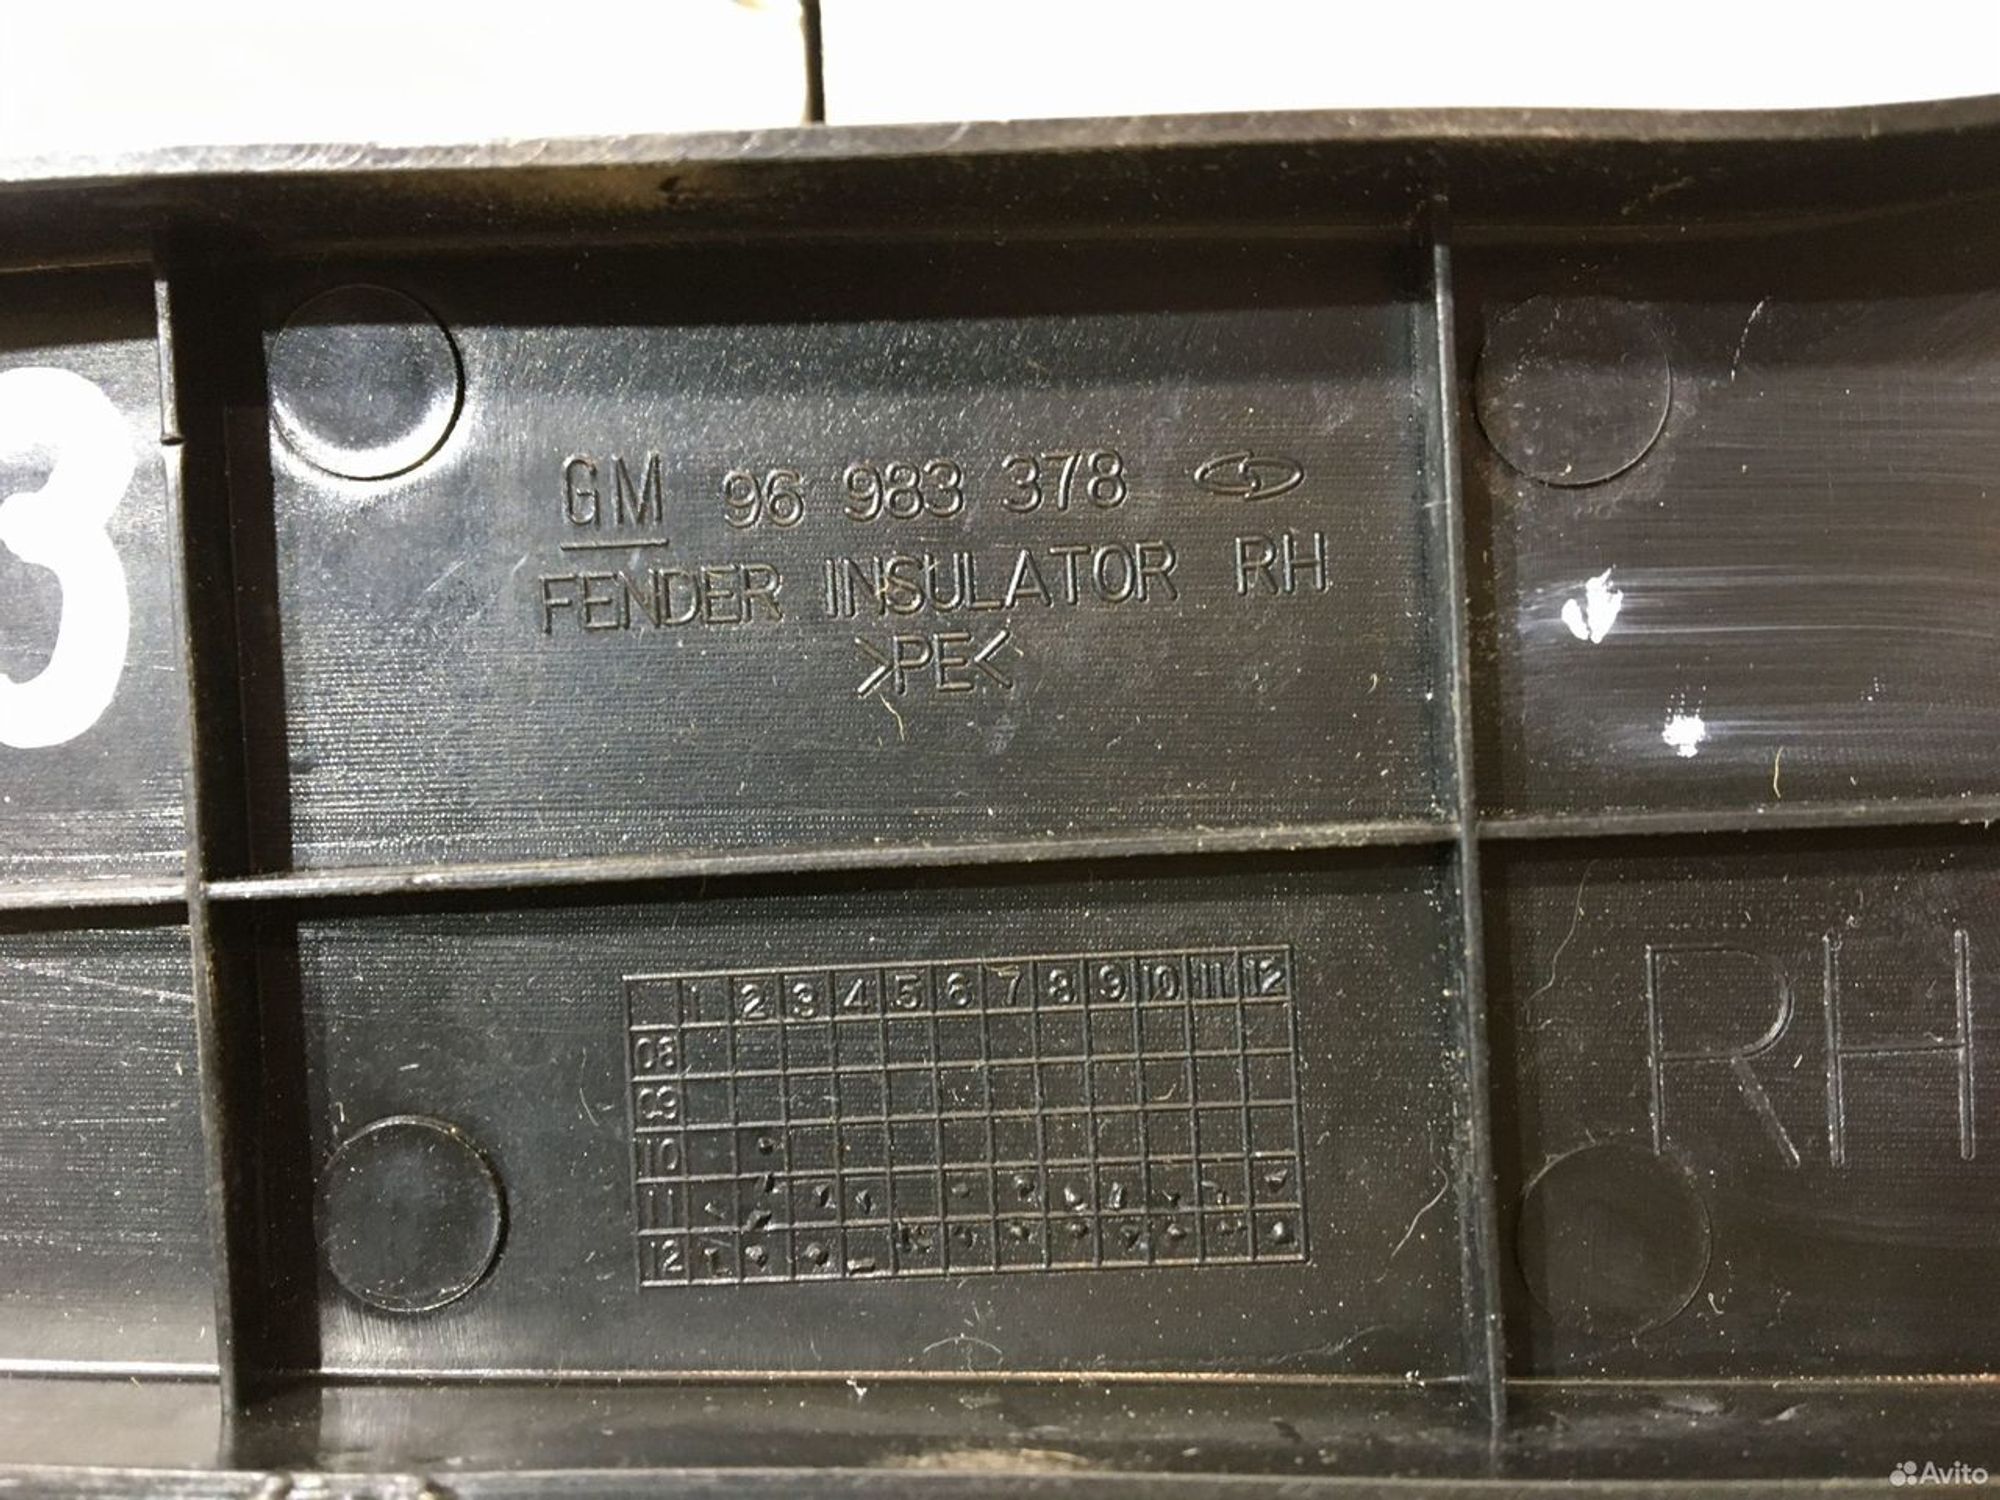 3
GM 96 983 378
FENDER INSULATOR RH
>PE<
1 2 3 4 5 6 7 8 9 10 11 12
08
09
10
11
12
RH
Avito